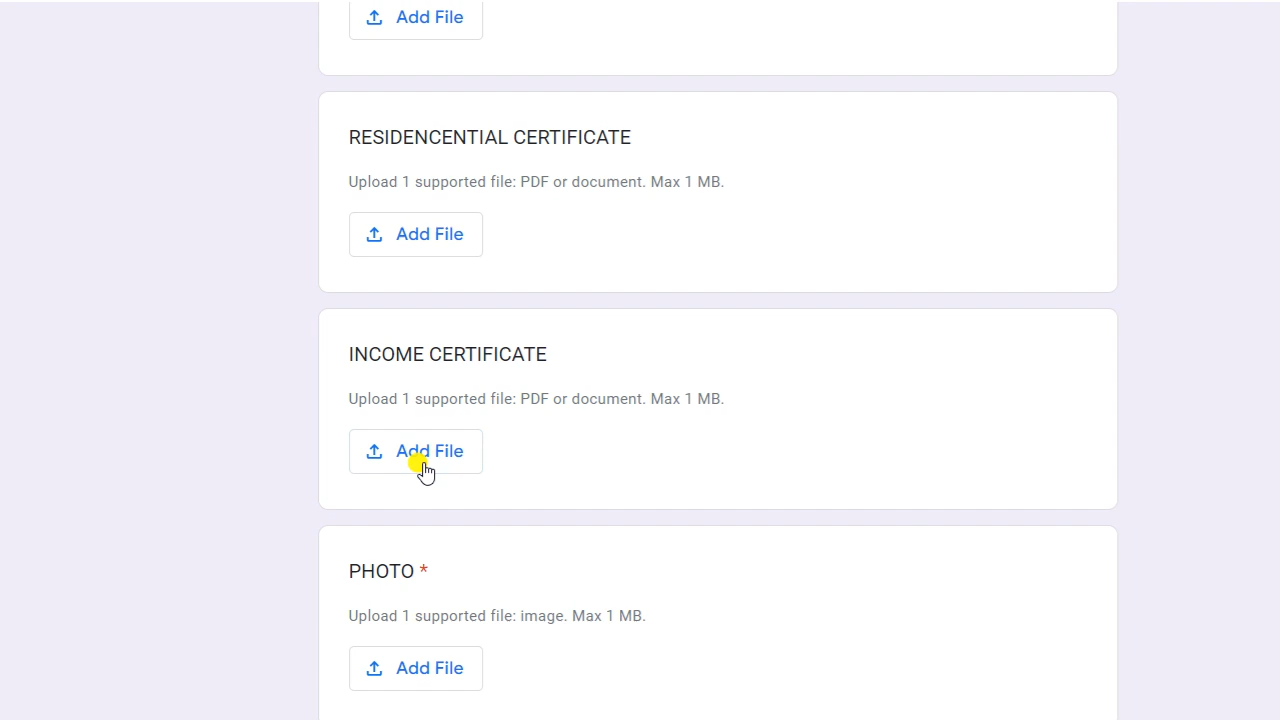 Add File
RESIDENCENTIAL CERTIFICATE
Upload 1 supported file: PDF or document. Max 1 MB.
Add File
INCOME CERTIFICATE
Upload 1 supported file: PDF or document. Max 1 MB.
Add File
PHOTO *
Upload 1 supported file: image. Max 1 MB.
Add File